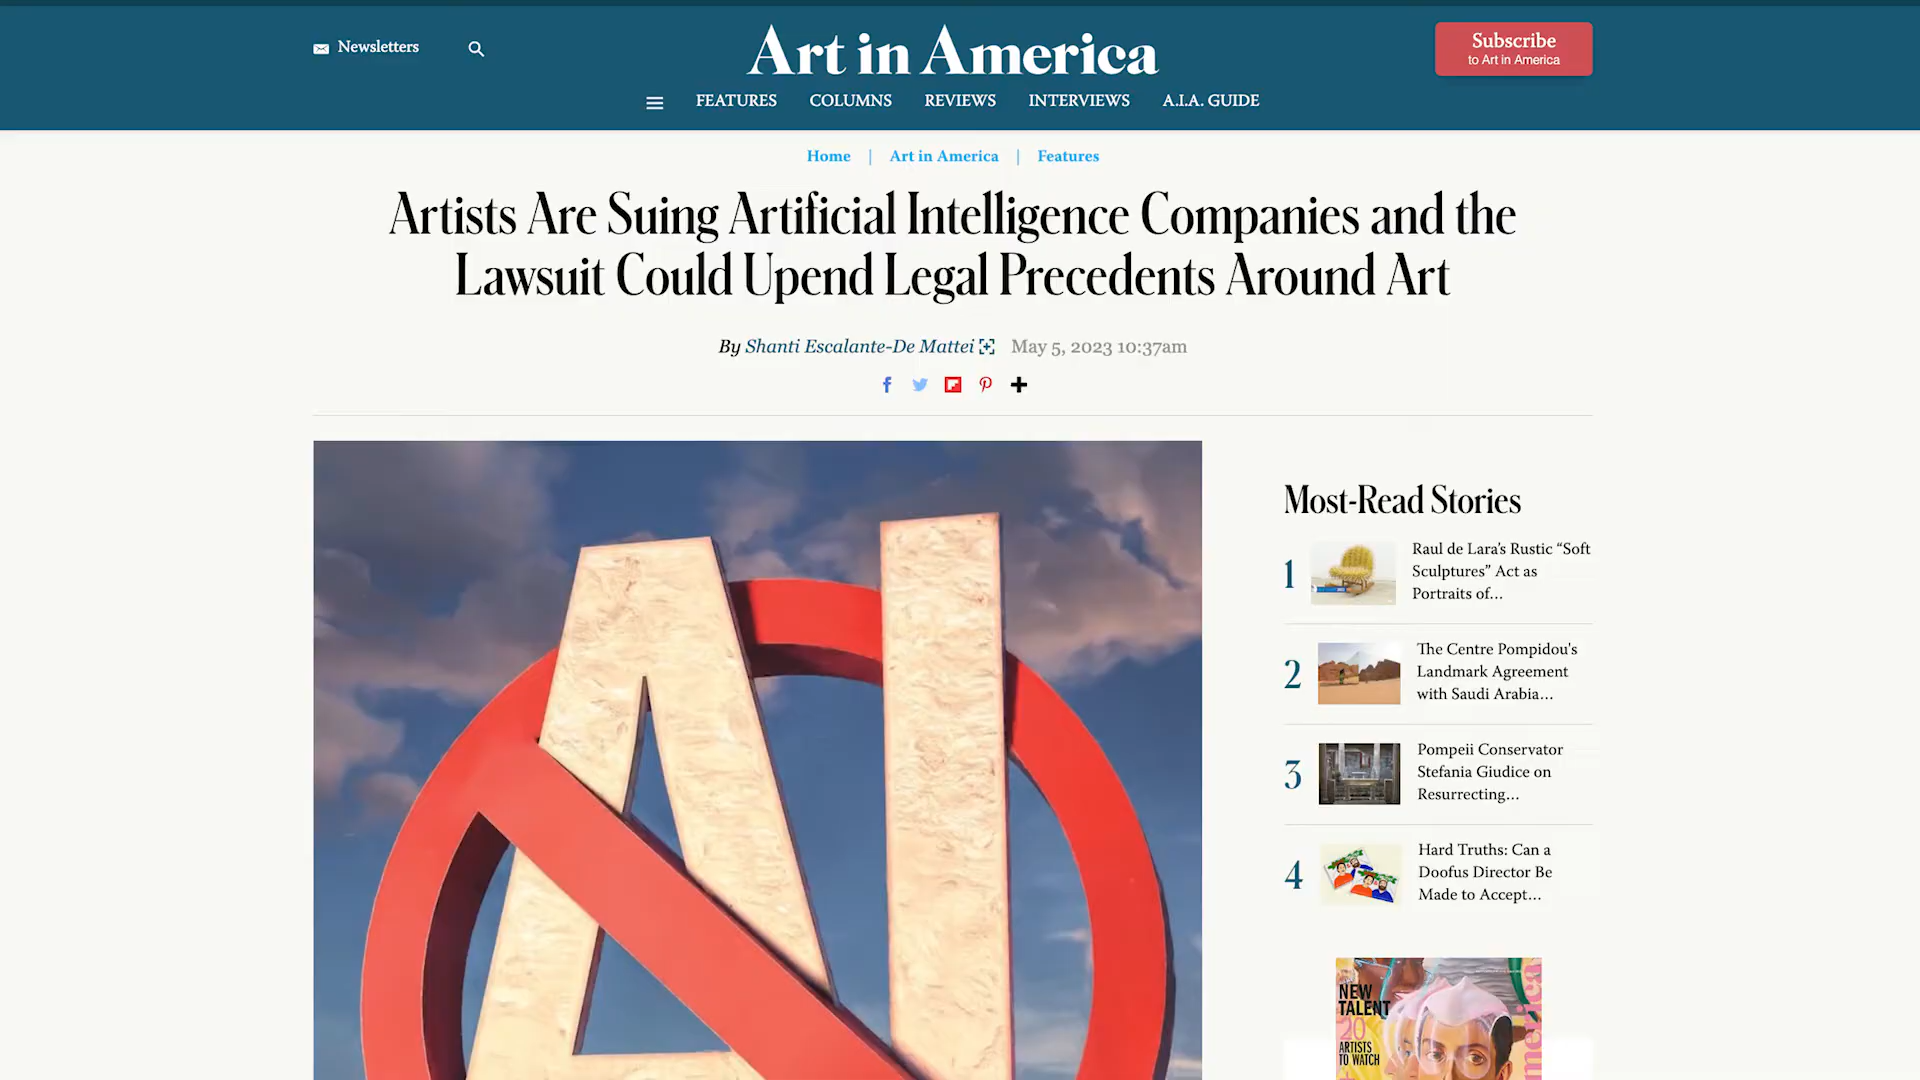 Newsletters
Art in America
Subscribe
to Art in America
FEATURES COLUMNS REVIEWS INTERVIEWS A.I.A. GUIDE
Home | Art in America | Features
Artists Are Suing Artificial Intelligence Companies and the
Lawsuit Could Upend Legal Precedents Around Art
By Shanti Escalante-De Mattei May 5, 2023 10:37am
AI
Most-Read Stories
1
Raul de Lara’s Rustic “Soft
Sculptures” Act as
Portraits of...
2
The Centre Pompidou's
Landmark Agreement
with Saudi Arabia...
3
Pompeii Conservator
Stefania Giudice on
Resurrecting...
4
Hard Truths: Can a
Doofus Director Be
Made to Accept...
NEW
TALENT
20
ARTISTS
TO WATCH